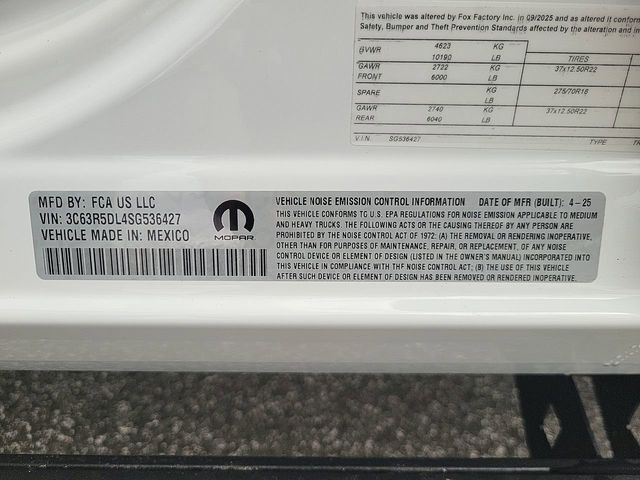 This vehicle was altered by Fox Factory Inc. in 09/2025 and as altered it conform
Safety, Bumper and Theft Prevention Standards affected by the alteration and in
GVWR 4623 KG
10190 LB TIRES
GAWR 2722 KG 37x12.50R22
FRONT 6000 LB
SPARE KG 275/70R18
LB
GAWR 2740 KG 37x12.50R22
REAR 6040 LB
V.I.N. SG536427 TYPE
MFD BY: FCA US LLC
VIN: 3C63R5DL4SG536427
VEHICLE MADE IN: MEXICO
MOPAR
VEHICLE NOISE EMISSION CONTROL INFORMATION DATE OF MFR (BUILT): 4-25
THIS VEHICLE CONFORMS TO U.S. EPA REGULATIONS FOR NOISE EMISSION APPLICABLE TO MEDIUM
AND HEAVY TRUCKS. THE FOLLOWING ACTS OR THE CAUSING THEREOF BY ANY PERSON ARE
PROHIBITED BY THE NOISE CONTROL ACT OF 1972: (A) THE REMOVAL OR RENDERING INOPERATIVE,
OTHER THAN FOR PURPOSES OF MAINTENANCE, REPAIR, OR REPLACEMENT, OF ANY NOISE
CONTROL DEVICE OR ELEMENT OF DESIGN (LISTED IN THE OWNER'S MANUAL) INCORPORATED INTO
THIS VEHICLE IN COMPLIANCE WITH THE NOISE CONTROL ACT; (B) THE USE OF THIS VEHICLE
AFTER SUCH DEVICE OR ELEMENT OF DESIGN HAS BEEN REMOVED OR RENDERED INOPERATIVE.